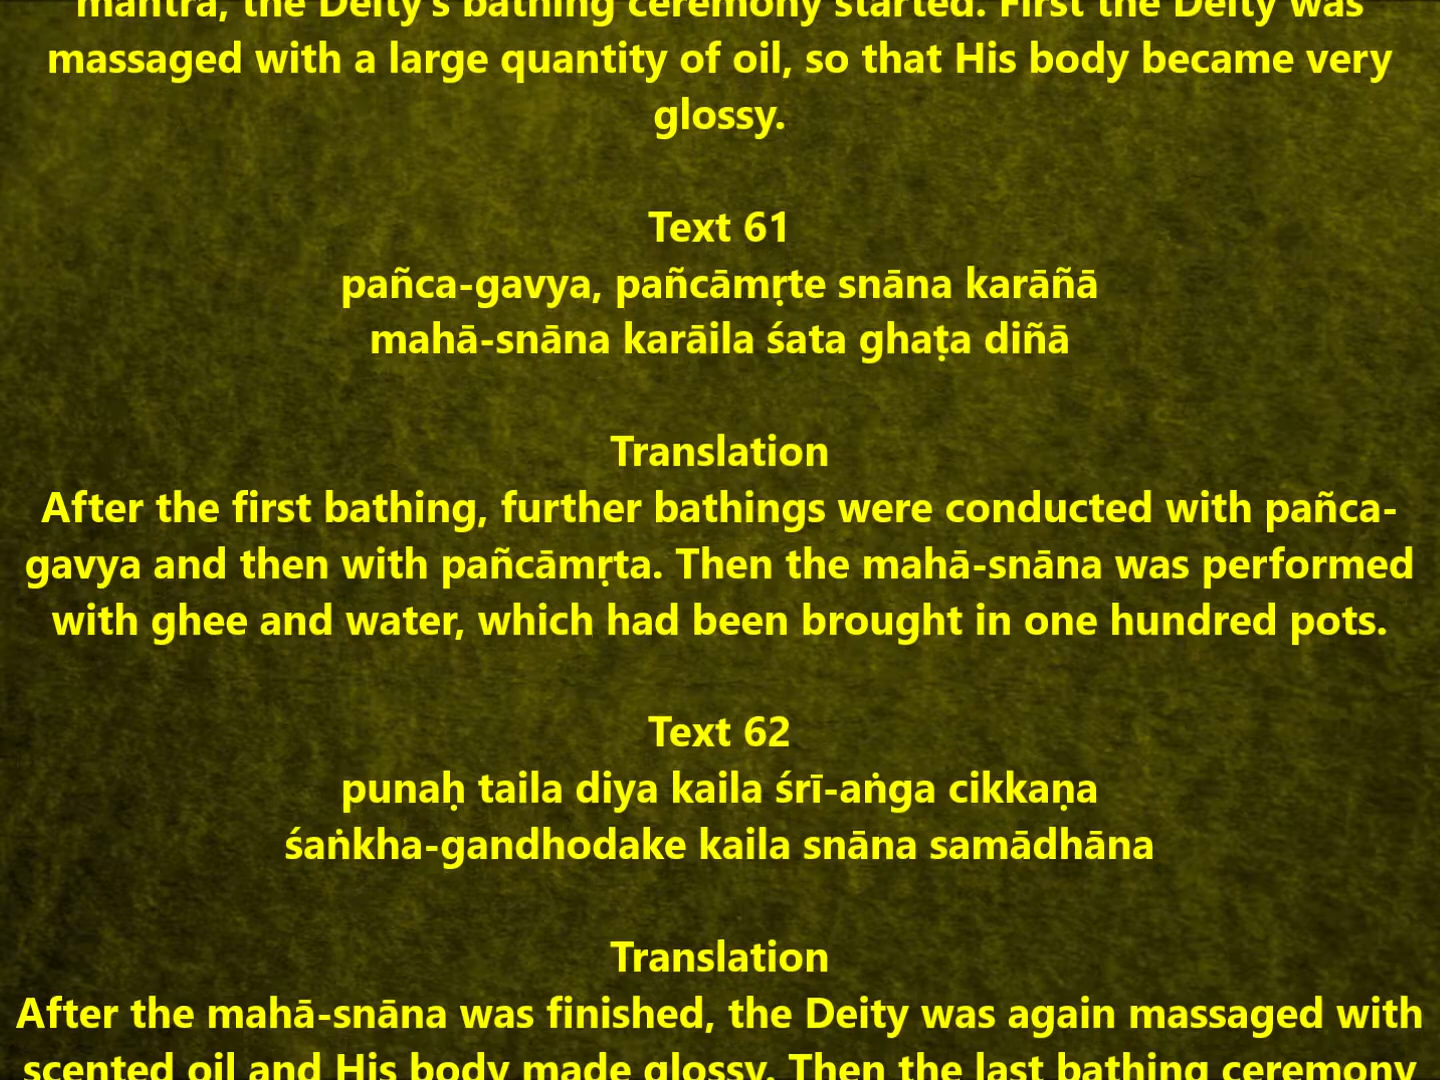 mantra, the Deity's bathing ceremony started. First the Deity was
massaged with a large quantity of oil, so that His body became very
glossy.
Text 61
pañca-gavya, pañcāmṛte snāna karāñā
mahā-snāna karāila śata ghaṭa diñā
Translation
After the first bathing, further bathings were conducted with pañca-
gavya and then with pañcāmṛta. Then the mahā-snāna was performed
with ghee and water, which had been brought in one hundred pots.
Text 62
punaḥ taila diya kaila śrī-aṅga cikkaṇa
śaṅkha-gandhodake kaila snāna samādhāna
Translation
After the mahā-snāna was finished, the Deity was again massaged with
scented oil and His body made glossy. Then the last bathing ceremony